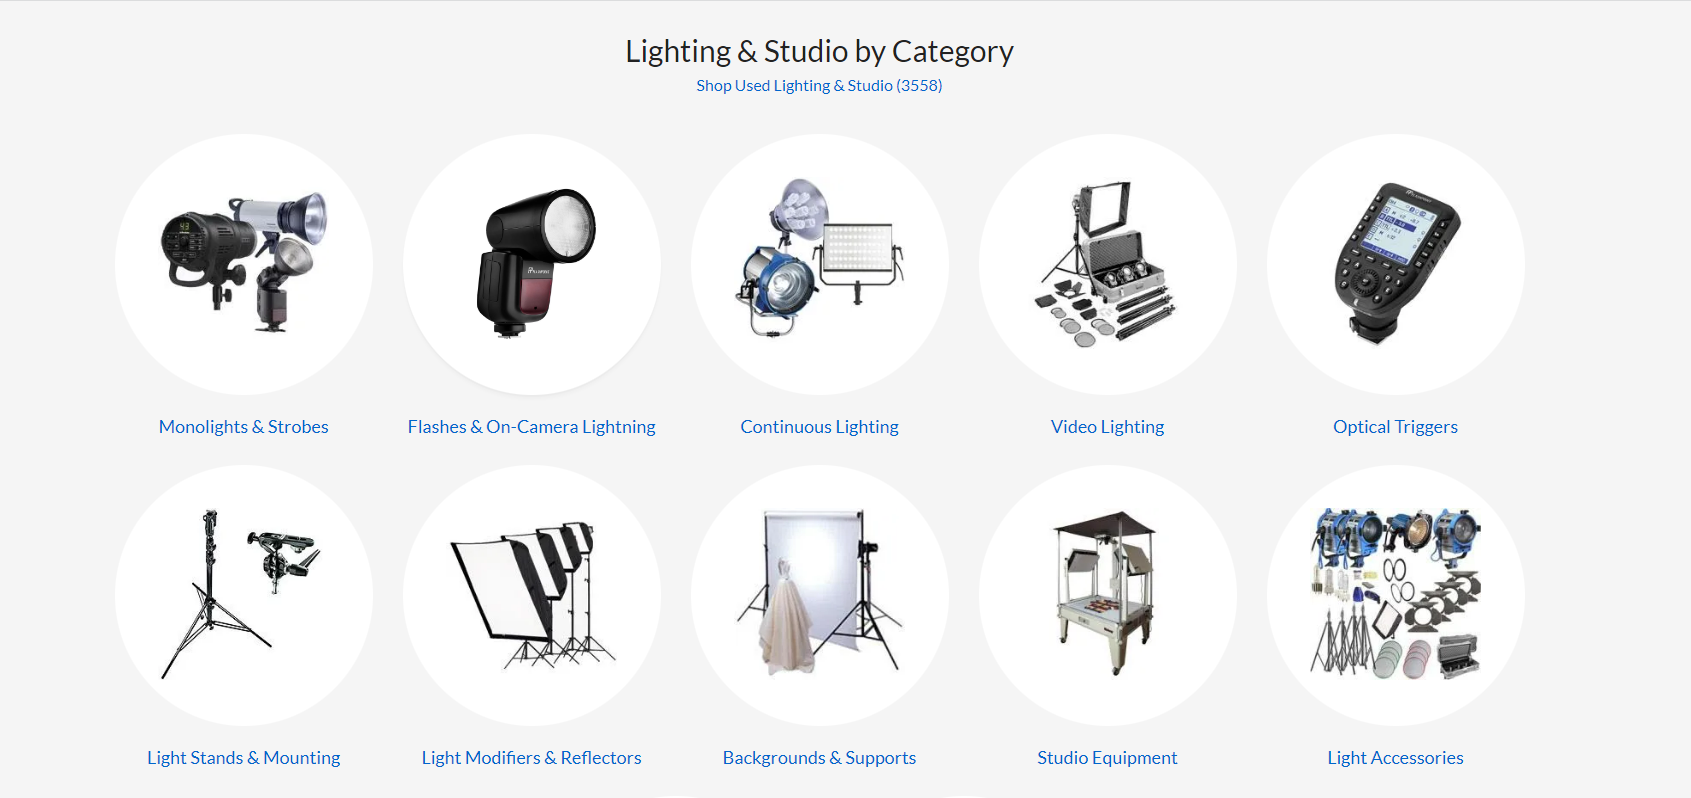 Lighting & Studio by Category
Shop Used Lighting & Studio (3558)
Monolights & Strobes
Flashes & On-Camera Lightning
Continuous Lighting
Video Lighting
Optical Triggers
Light Stands & Mounting
Light Modifiers & Reflectors
Backgrounds & Supports
Studio Equipment
Light Accessories